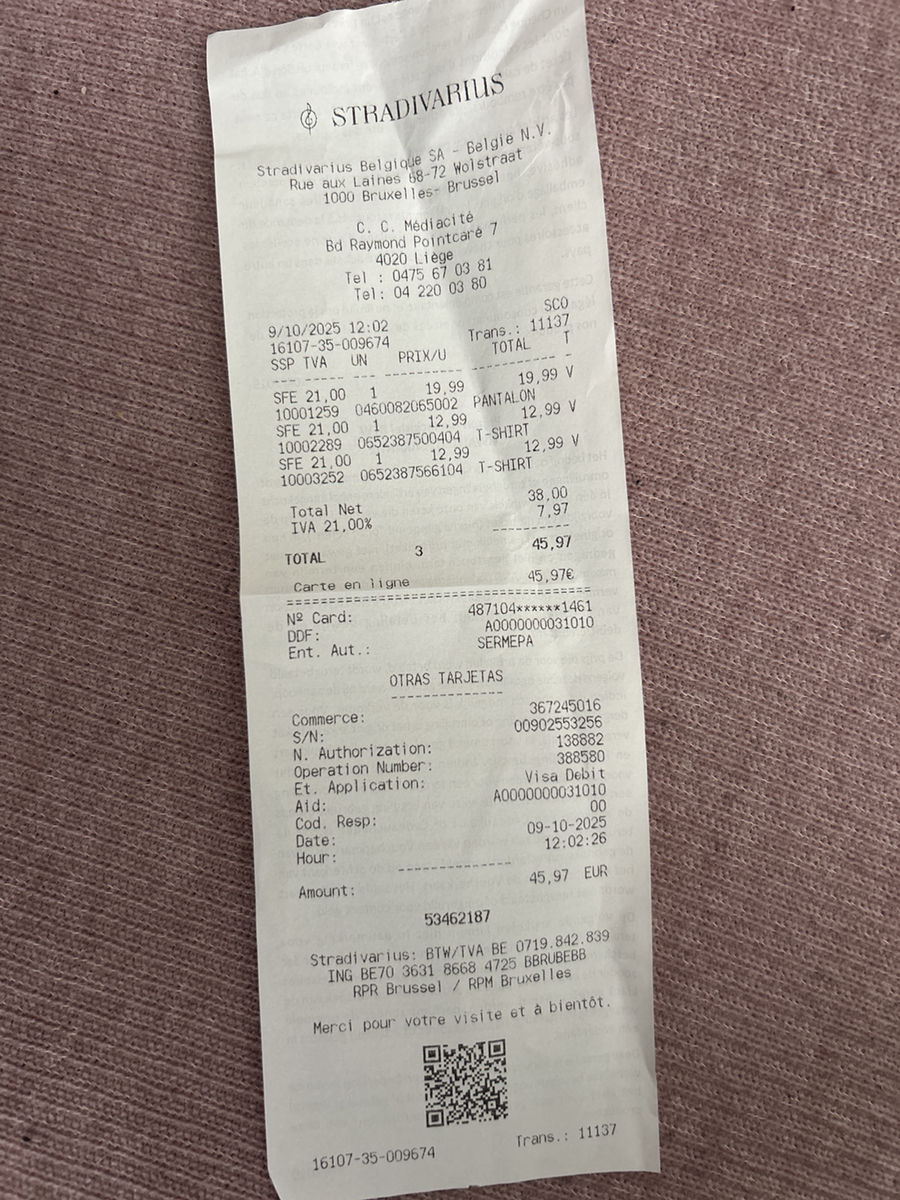 STRADIVARIUS
Stradivarius Belgique SA - Belgie N.V.
Rue aux Laines 68-72 Wolstraat
1000 Bruxelles- Brussel
C. C. Médiacité
Bd Raymond Pointcaré 7
4020 Liège
Tel : 0475 67 03 81
Tel: 04 220 03 80
SCO
9/10/2025 12:02
16107-35-009674 Trans.: 11137
SSP TVA UN PRIX/U TOTAL T
--- ----- --- ---------- ---------- -
SFE 21,00 1 19,99 19,99 V
10001259 0460082065002 PANTALON
SFE 21,00 1 12,99 12,99 V
10002289 0652387500404 T-SHIRT
SFE 21,00 1 12,99 12,99 V
10003252 0652387566104 T-SHIRT
Total Net 38,00
IVA 21,00% 7,97
----------
TOTAL 3 45,97
Carte en ligne 45,97€
========================================
Nº Card: 487104******1461
DDF: A0000000031010
Ent. Aut.: SERMEPA
OTRAS TARJETAS
--------------
Commerce: 367245016
S/N: 00902553256
N. Authorization: 138882
Operation Number: 388580
Et. Application: Visa Debit
Aid: A0000000031010
Cod. Resp: 00
Date: 09-10-2025
Hour: 12:02:26
--------------
Amount: 45,97 EUR
53462187
Stradivarius: BTW/TVA BE 0719.842.839
ING BE70 3631 8668 4725 BBRUBEBB
RPR Brussel / RPM Bruxelles
Merci pour votre visite et à bientôt.
16107-35-009674 Trans.: 11137